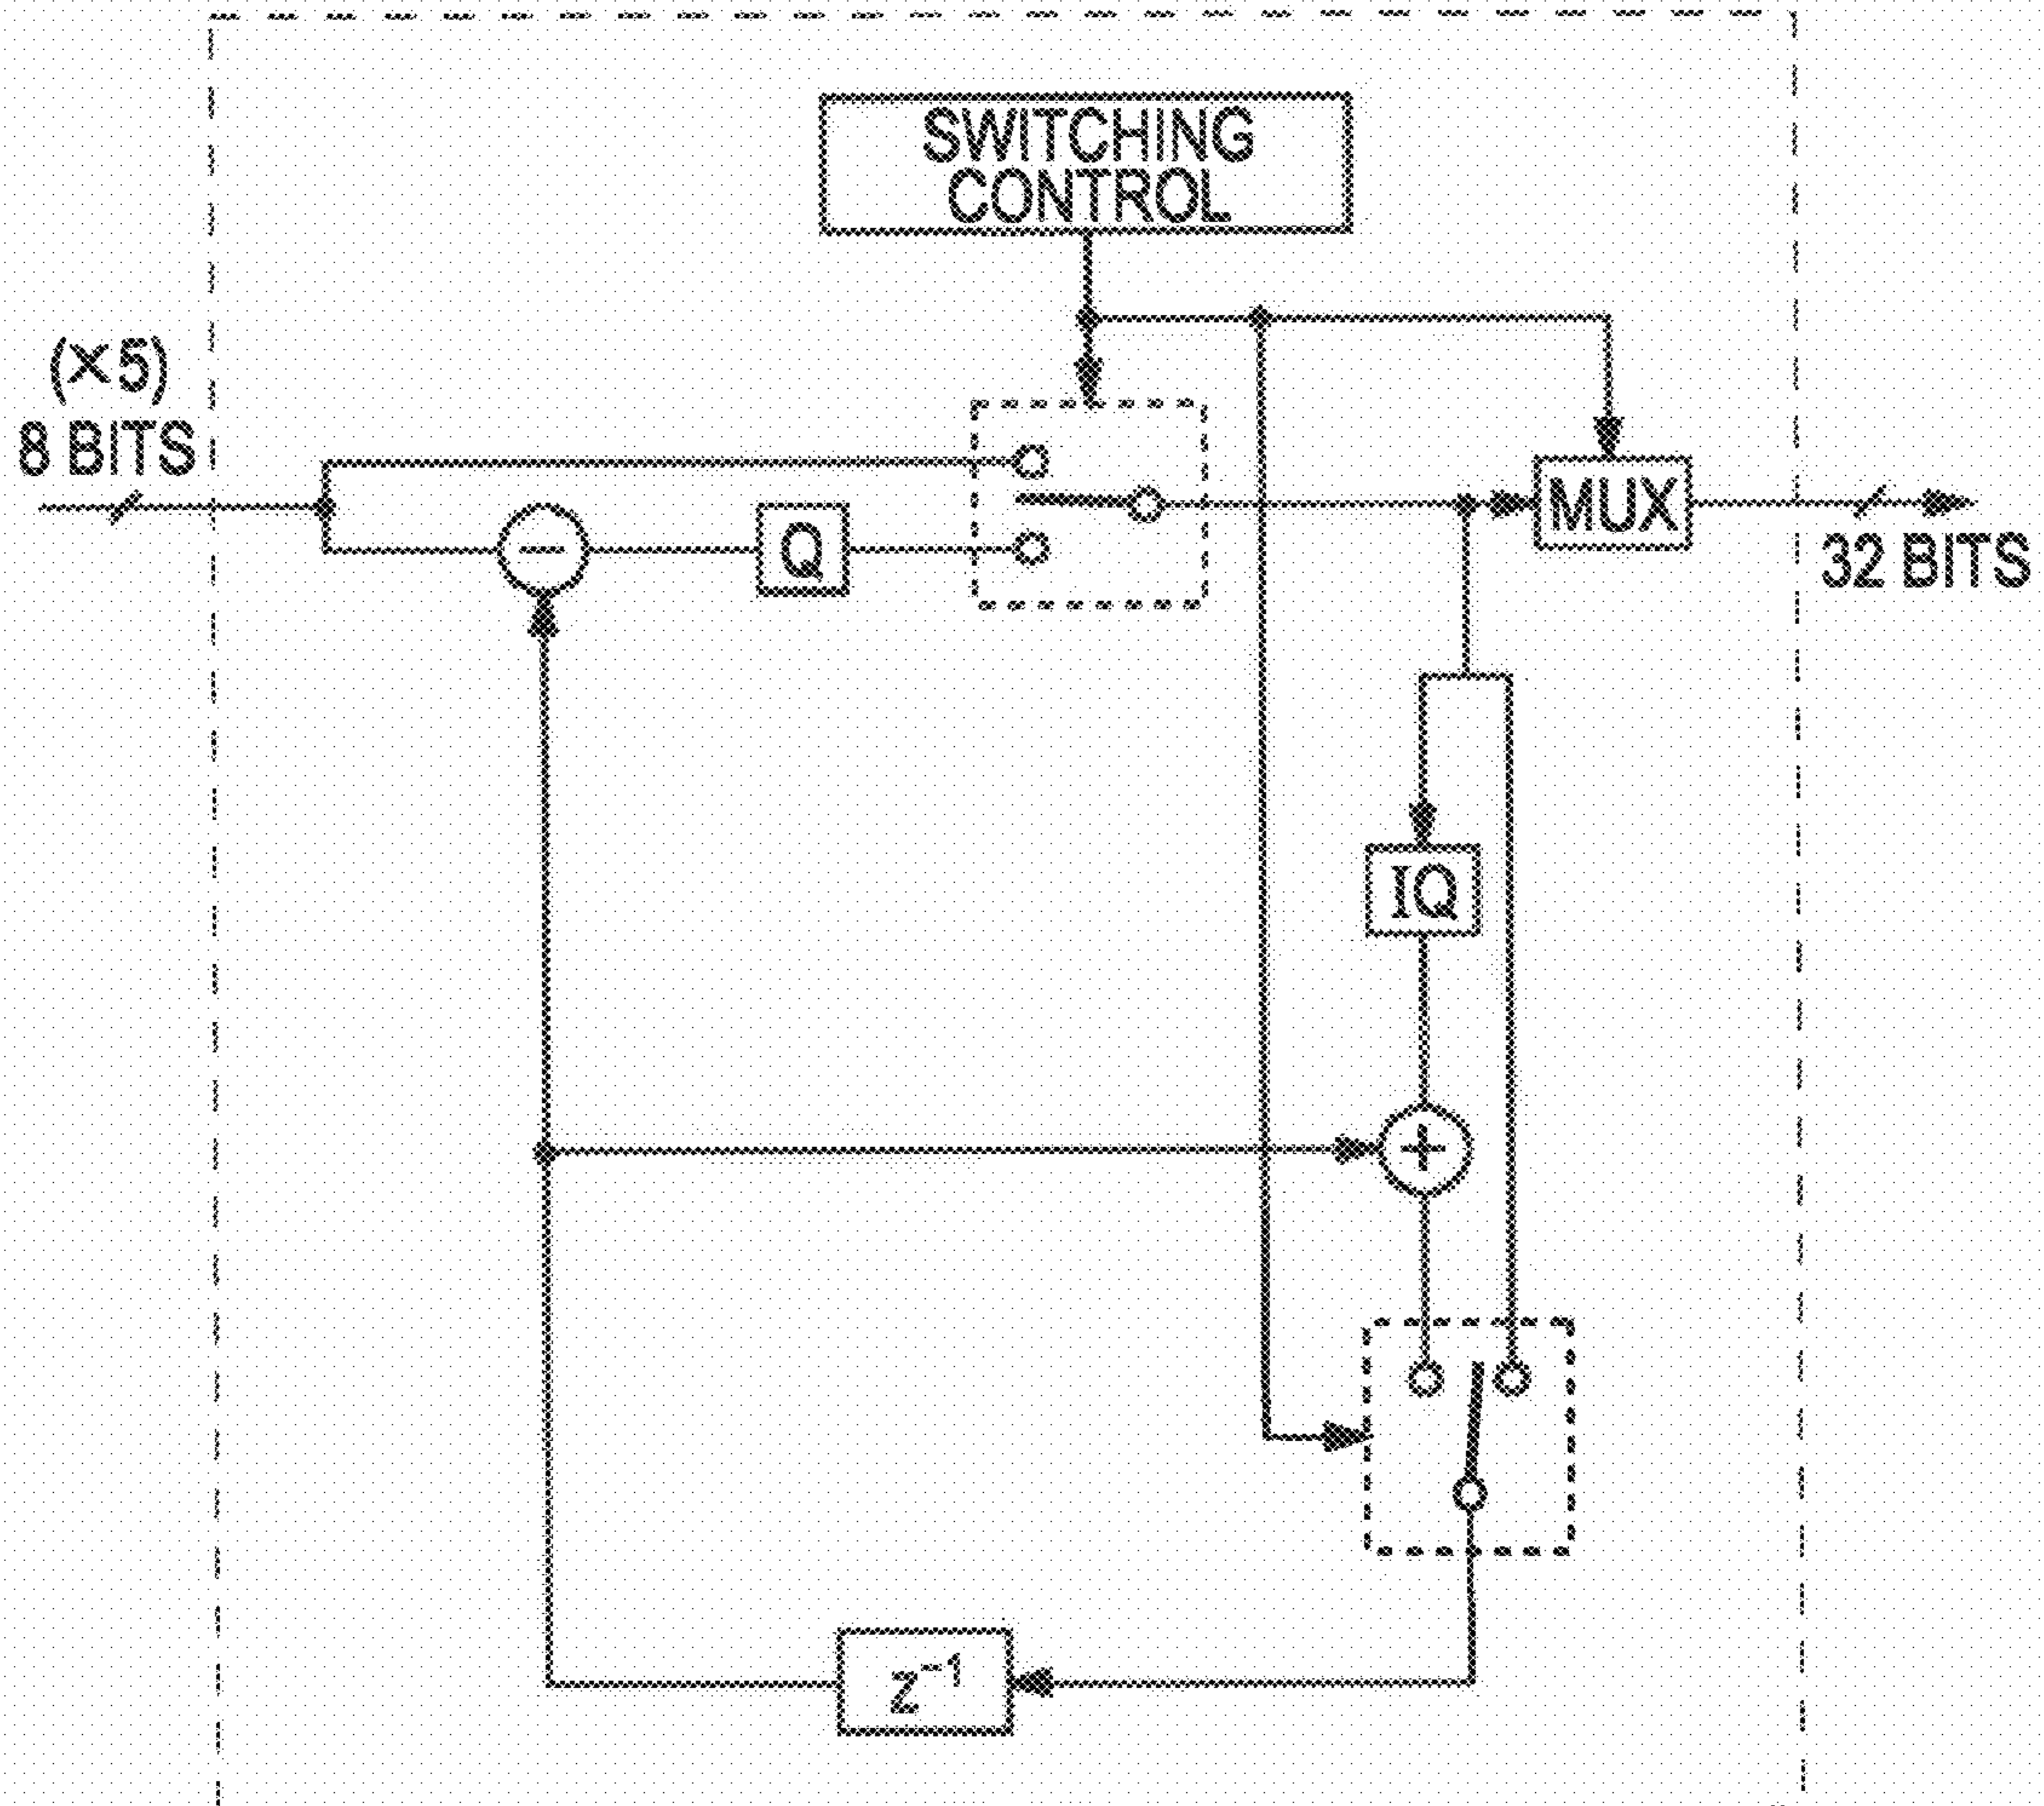 SWITCHING
CONTROL
(×5)
8 BITS
−
Q
MUX
32 BITS
IQ
+
z⁻¹